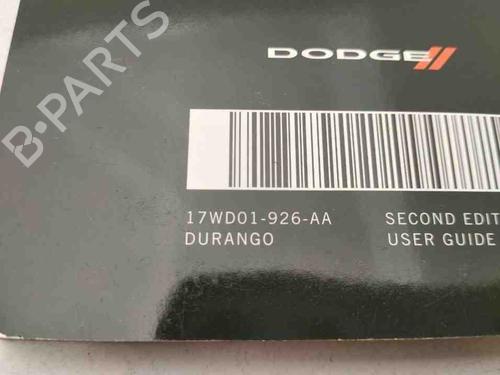 B-PARTS
DODGE
17WD01-926-AA SECOND EDIT
DURANGO USER GUIDE